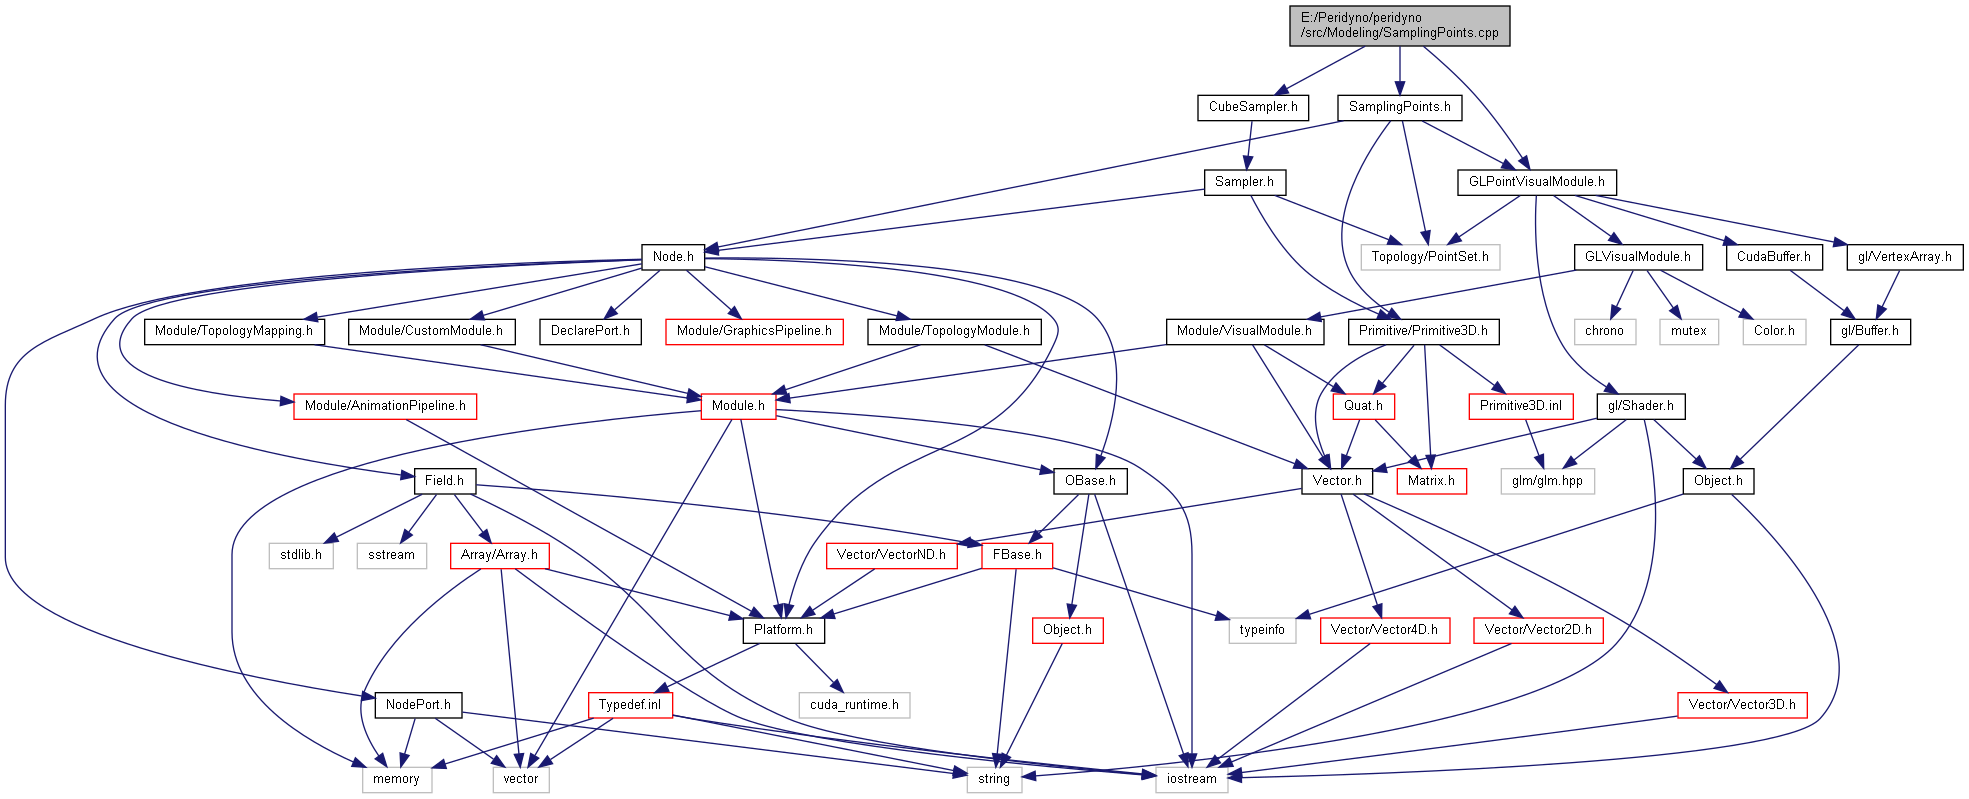 E:/Peridyno/peridyno
/src/Modeling/SamplingPoints.cpp
CubeSampler.h
SamplingPoints.h
Sampler.h
GLPointVisualModule.h
Node.h
Topology/PointSet.h
GLVisualModule.h
CudaBuffer.h
gl/VertexArray.h
Module/TopologyMapping.h
Module/CustomModule.h
DeclarePort.h
Module/GraphicsPipeline.h
Module/TopologyModule.h
Module/VisualModule.h
Primitive/Primitive3D.h
chrono
mutex
Color.h
gl/Buffer.h
Module/AnimationPipeline.h
Module.h
Quat.h
Primitive3D.inl
gl/Shader.h
Field.h
OBase.h
Vector.h
Matrix.h
glm/glm.hpp
Object.h
stdlib.h
sstream
Array/Array.h
Vector/VectorND.h
FBase.h
Platform.h
Object.h
typeinfo
Vector/Vector4D.h
Vector/Vector2D.h
NodePort.h
Typedef.inl
cuda_runtime.h
Vector/Vector3D.h
memory
vector
string
iostream